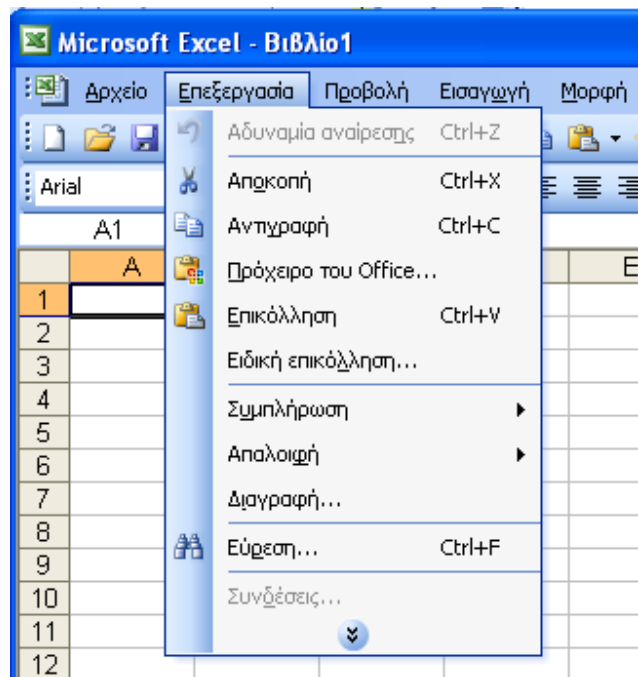 Microsoft Excel - Βιβλίο1
Αρχείο Επεξεργασία Προβολή Εισαγωγή Μορφή
Αδυναμία αναίρεσης Ctrl+Z
Arial
Αποκοπή Ctrl+X
A1
Αντιγραφή Ctrl+C
A
E
Πρόχειρο του Office...
1
Επικόλληση Ctrl+V
2
Ειδική επικόλληση...
3
4
Συμπλήρωση
5
Απαλοιφή
6
7
Διαγραφή...
8
Εύρεση... Ctrl+F
9
10
Συνδέσεις...
11
12